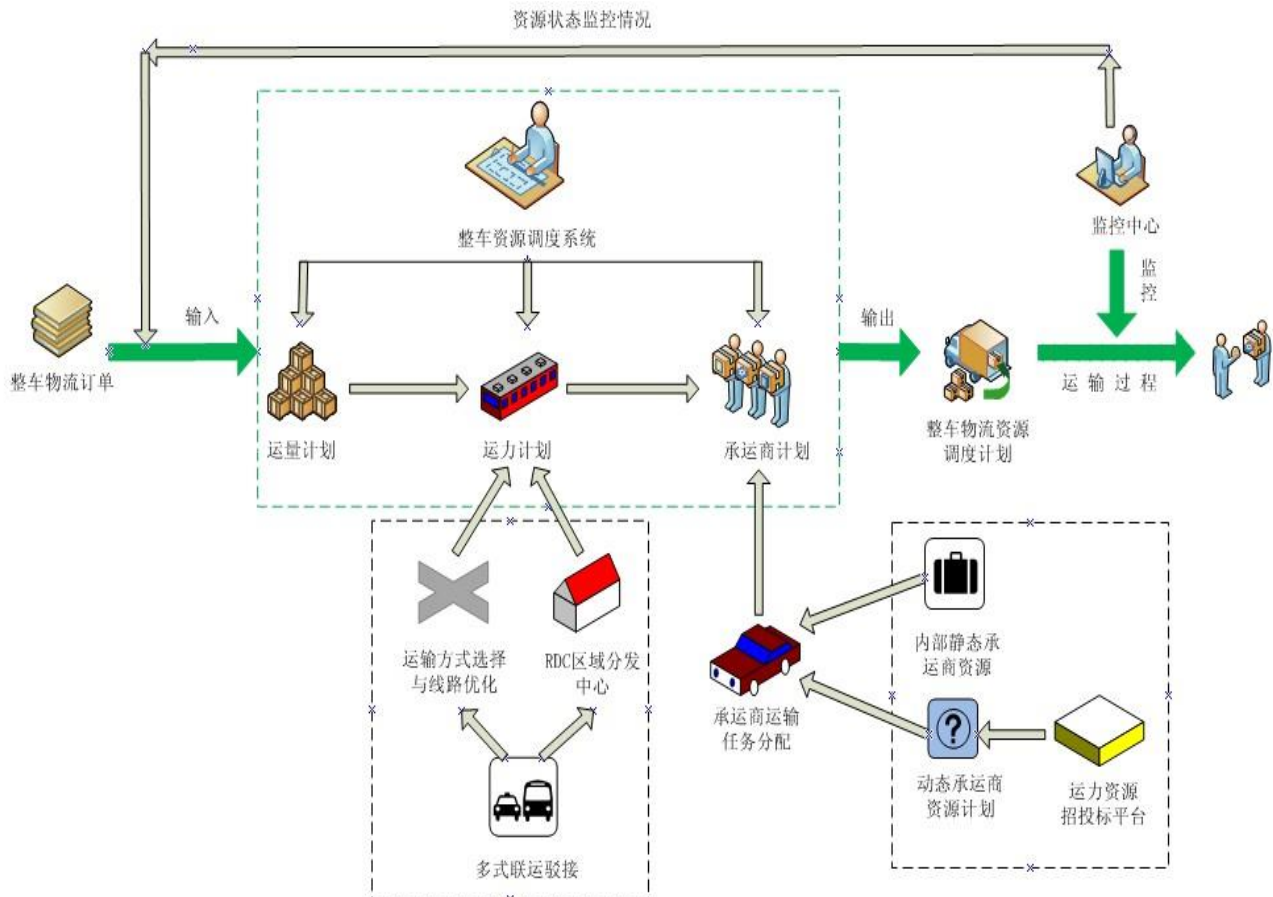 资源状态监控情况
整车资源调度系统
监控中心
监
控
输入
输出
整车物流订单
运输过程
运量计划
运力计划
承运商计划
整车物流资源
调度计划
运输方式选择
与线路优化
RDC区域分发
中心
内部静态承
运商资源
承运商运输
任务分配
动态承运商
资源计划
运力资源
招投标平台
多式联运驳接